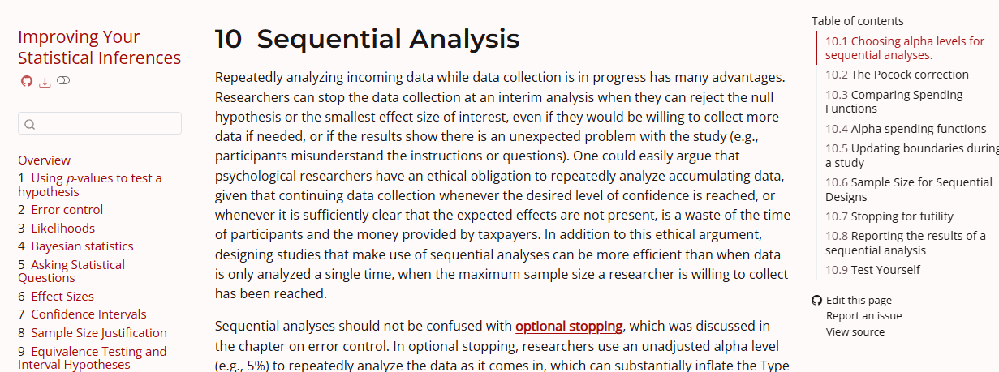 Improving Your
Statistical Inferences
Overview
1 Using p-values to test a
hypothesis
2 Error control
3 Likelihoods
4 Bayesian statistics
5 Asking Statistical
Questions
6 Effect Sizes
7 Confidence Intervals
8 Sample Size Justification
9 Equivalence Testing and
Interval Hypotheses
10 Sequential Analysis
Repeatedly analyzing incoming data while data collection is in progress has many advantages.
Researchers can stop the data collection at an interim analysis when they can reject the null
hypothesis or the smallest effect size of interest, even if they would be willing to collect more
data if needed, or if the results show there is an unexpected problem with the study (e.g.,
participants misunderstand the instructions or questions). One could easily argue that
psychological researchers have an ethical obligation to repeatedly analyze accumulating data,
given that continuing data collection whenever the desired level of confidence is reached, or
whenever it is sufficiently clear that the expected effects are not present, is a waste of the time
of participants and the money provided by taxpayers. In addition to this ethical argument,
designing studies that make use of sequential analyses can be more efficient than when data
is only analyzed a single time, when the maximum sample size a researcher is willing to collect
has been reached.
Sequential analyses should not be confused with optional stopping, which was discussed in
the chapter on error control. In optional stopping, researchers use an unadjusted alpha level
(e.g., 5%) to repeatedly analyze the data as it comes in, which can substantially inflate the Type
Table of contents
10.1 Choosing alpha levels for
sequential analyses.
10.2 The Pocock correction
10.3 Comparing Spending
Functions
10.4 Alpha spending functions
10.5 Updating boundaries during
a study
10.6 Sample Size for Sequential
Designs
10.7 Stopping for futility
10.8 Reporting the results of a
sequential analysis
10.9 Test Yourself
Edit this page
Report an issue
View source